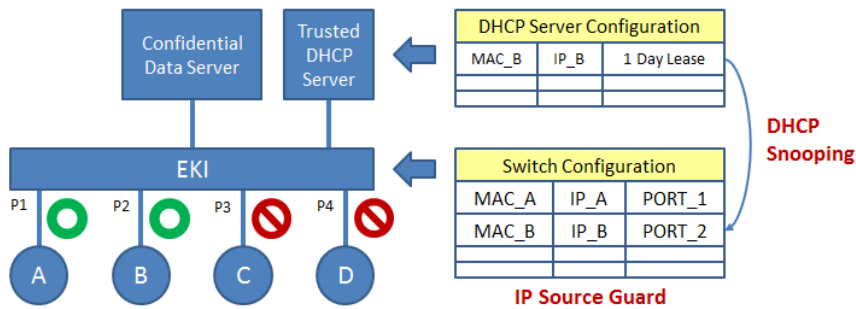 Confidential
Data Server
Trusted
DHCP
Server
DHCP Server Configuration
MAC_B IP_B 1 Day Lease
DHCP
Snooping
EKI
Switch Configuration
MAC_A IP_A PORT_1
MAC_B IP_B PORT_2
P1 P2 P3 P4
A B C D
IP Source Guard